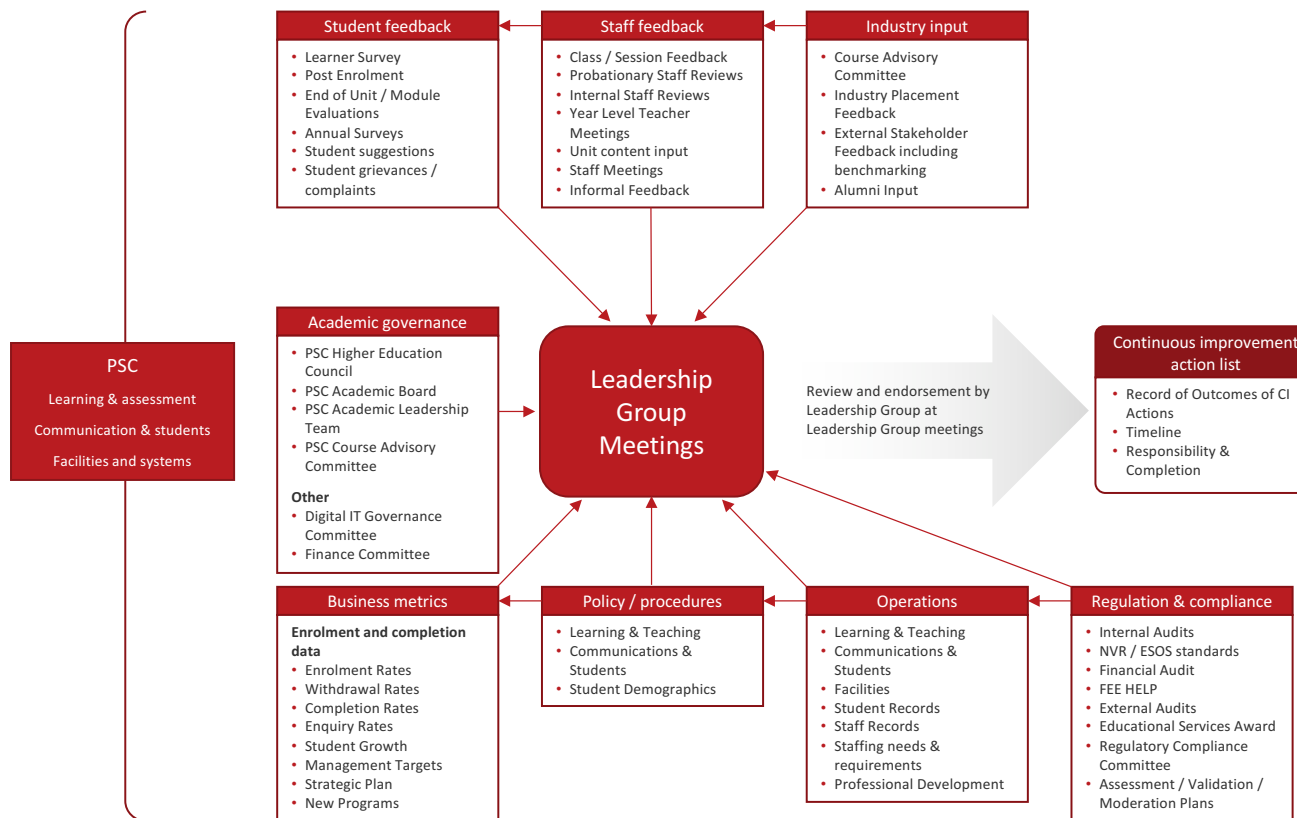 PSC
Learning & assessment
Communication & students
Facilities and systems
Student feedback
• Learner Survey
• Post Enrolment
• End of Unit / Module
Evaluations
• Annual Surveys
• Student suggestions
• Student grievances /
complaints
Staff feedback
• Class / Session Feedback
• Probationary Staff Reviews
• Internal Staff Reviews
• Year Level Teacher
Meetings
• Unit content input
• Staff Meetings
• Informal Feedback
Industry input
• Course Advisory
Committee
• Industry Placement
Feedback
• External Stakeholder
Feedback including
benchmarking
• Alumni Input
Academic governance
• PSC Higher Education
Council
• PSC Academic Board
• PSC Academic Leadership
Team
• PSC Course Advisory
Committee
Other
• Digital IT Governance
Committee
• Finance Committee
Leadership
Group
Meetings
Review and endorsement by
Leadership Group at
Leadership Group meetings
Continuous improvement
action list
• Record of Outcomes of CI
Actions
• Timeline
• Responsibility &
Completion
Business metrics
Enrolment and completion
data
• Enrolment Rates
• Withdrawal Rates
• Completion Rates
• Enquiry Rates
• Student Growth
• Management Targets
• Strategic Plan
• New Programs
Policy / procedures
• Learning & Teaching
• Communications &
Students
• Student Demographics
Operations
• Learning & Teaching
• Communications &
Students
• Facilities
• Student Records
• Staff Records
• Staffing needs &
requirements
• Professional Development
Regulation & compliance
• Internal Audits
• NVR / ESOS standards
• Financial Audit
• FEE HELP
• External Audits
• Educational Services Award
• Regulatory Compliance
Committee
• Assessment / Validation /
Moderation Plans